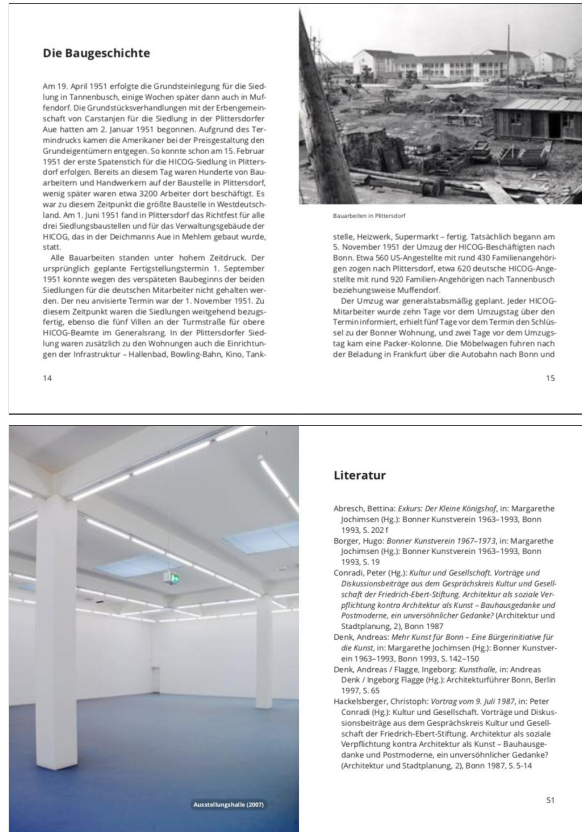 Die Baugeschichte
Am 19. April 1951 erfolgte die Grundsteinlegung für die Sied-
lung in Tannenbusch, einige Wochen später dann auch in Muf-
fendorf. Die Grundstücksverhandlungen mit der Erbengemein-
schaft von Carstanjen für die Siedlung in der Plittersdorfer
Aue hatten am 2. Januar 1951 begonnen. Aufgrund des Ter-
mindrucks kamen die Amerikaner bei der Preisgestaltung den
Grundeigentümern entgegen. So konnte schon am 15. Februar
1951 der erste Spatenstich für die HICOG-Siedlung in Plitters-
dorf erfolgen. Bereits an diesem Tag waren Hunderte von Bau-
arbeitern und Handwerkern auf der Baustelle in Plittersdorf,
wenig später waren etwa 3200 Arbeiter dort beschäftigt. Es
war zu diesem Zeitpunkt die größte Baustelle in Westdeutsch-
land. Am 1. Juni 1951 fand in Plittersdorf das Richtfest für alle
drei Siedlungsbaustellen und für das Verwaltungsgebäude der
HICOG, das in der Deichmanns Aue in Mehlem gebaut wurde,
statt.
Alle Bauarbeiten standen unter hohem Zeitdruck. Der
ursprünglich geplante Fertigstellungstermin 1. September
1951 konnte wegen des verspäteten Baubeginns der beiden
Siedlungen für die deutschen Mitarbeiter nicht gehalten wer-
den. Der neu anvisierte Termin war der 1. November 1951. Zu
diesem Zeitpunkt waren die Siedlungen weitgehend bezugs-
fertig, ebenso die fünf Villen an der Turmstraße für obere
HICOG-Beamte im Generalsrang. In der Plittersdorfer Sied-
lung waren zusätzlich zu den Wohnungen auch die Einrichtun-
gen der Infrastruktur – Hallenbad, Bowling-Bahn, Kino, Tank-
14
Bauarbeiten in Plittersdorf
stelle, Heizwerk, Supermarkt – fertig. Tatsächlich begann am
5. November 1951 der Umzug der HICOG-Beschäftigten nach
Bonn. Etwa 560 US-Angestellte mit rund 430 Familienangehöri-
gen zogen nach Plittersdorf, etwa 620 deutsche HICOG-Ange-
stellte mit rund 920 Familien-Angehörigen nach Tannenbusch
beziehungsweise Muffendorf.
Der Umzug war generalstabsmäßig geplant. Jeder HICOG-
Mitarbeiter wurde zehn Tage vor dem Umzugstag über den
Termin informiert, erhielt fünf Tage vor dem Termin den Schlüs-
sel zu der Bonner Wohnung, und zwei Tage vor dem Umzugs-
tag kam eine Packer-Kolonne. Die Möbelwagen fuhren nach
der Beladung in Frankfurt über die Autobahn nach Bonn und
15
Ausstellungshalle (2007)
Literatur
Abresch, Bettina: Exkurs: Der Kleine Königshof, in: Margarethe
Jochimsen (Hg.): Bonner Kunstverein 1963–1993, Bonn
1993, S. 202 f
Borger, Hugo: Bonner Kunstverein 1967–1973, in: Margarethe
Jochimsen (Hg.): Bonner Kunstverein 1963–1993, Bonn
1993, S. 19
Conradi, Peter (Hg.): Kultur und Gesellschaft. Vorträge und
Diskussionsbeiträge aus dem Gesprächskreis Kultur und Gesell-
schaft der Friedrich-Ebert-Stiftung. Architektur als soziale Ver-
pflichtung kontra Architektur als Kunst – Bauhausgedanke und
Postmoderne, ein unversöhnlicher Gedanke? (Architektur und
Stadtplanung, 2), Bonn 1987
Denk, Andreas: Mehr Kunst für Bonn – Eine Bürgerinitiative für
die Kunst, in: Margarethe Jochimsen (Hg.): Bonner Kunstver-
ein 1963–1993, Bonn 1993, S. 142–150
Denk, Andreas / Flagge, Ingeborg: Kunsthalle, in: Andreas
Denk / Ingeborg Flagge (Hg.): Architekturführer Bonn, Berlin
1997, S. 65
Hackelsberger, Christoph: Vortrag vom 9. Juli 1987, in: Peter
Conradi (Hg.): Kultur und Gesellschaft. Vorträge und Diskus-
sionsbeiträge aus dem Gesprächskreis Kultur und Gesell-
schaft der Friedrich-Ebert-Stiftung. Architektur als soziale
Verpflichtung kontra Architektur als Kunst – Bauhausge-
danke und Postmoderne, ein unversöhnlicher Gedanke?
(Architektur und Stadtplanung, 2), Bonn 1987, S. 5-14
51